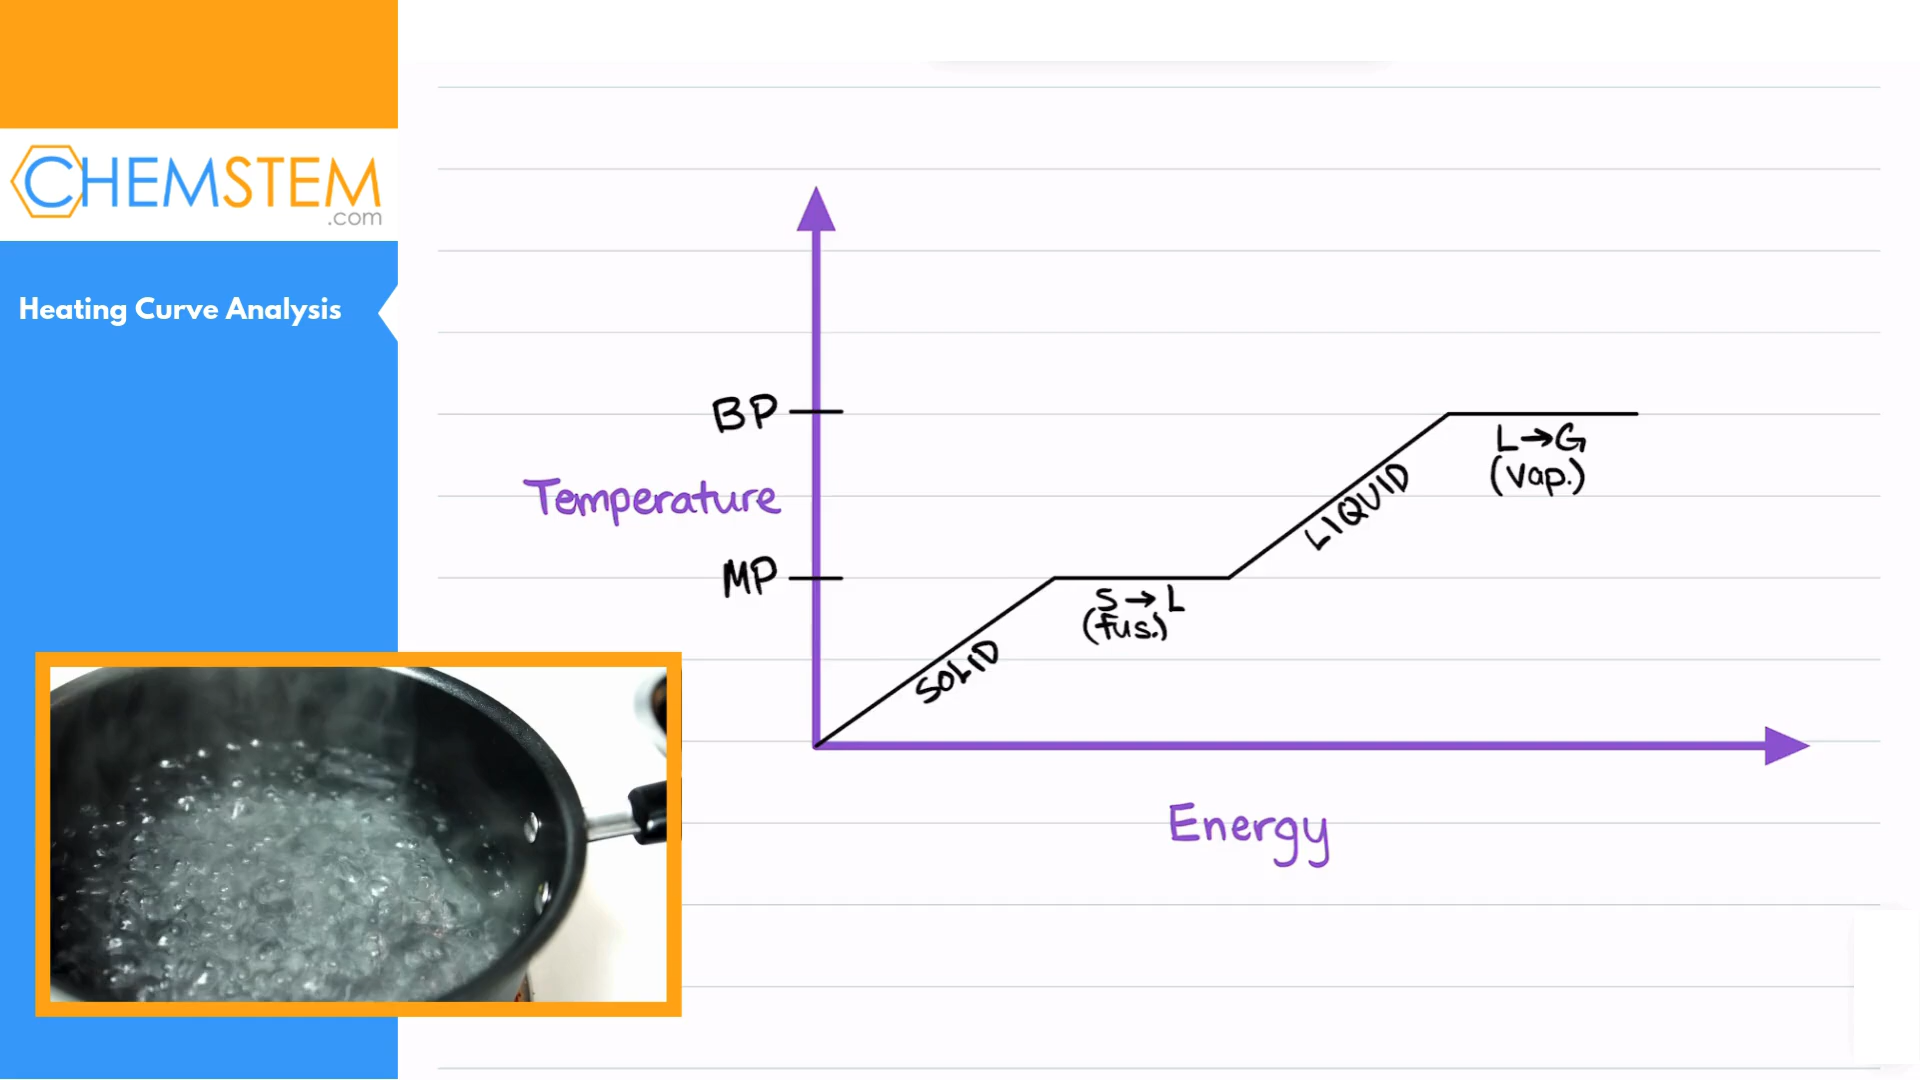 CHEMSTEM
.com
Heating Curve Analysis
BP
Temperature
MP
SOLID
S → L
(fus.)
LIQUID
L → G
(vap.)
Energy